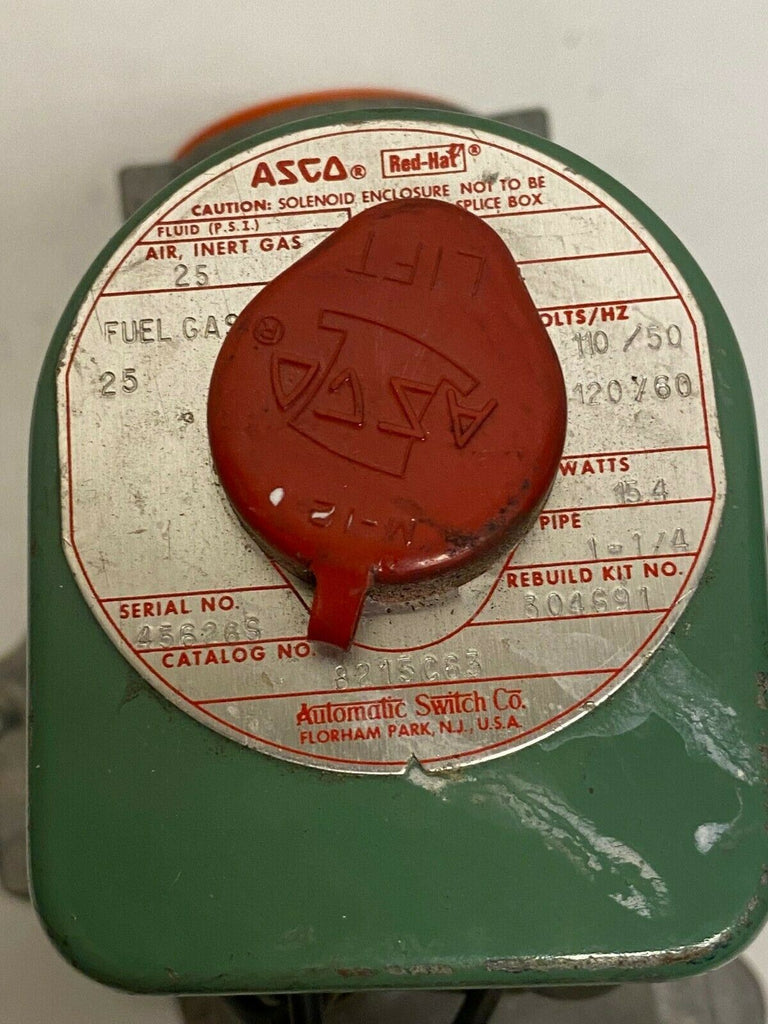 ASCO® Red-Hat®
CAUTION: SOLENOID ENCLOSURE NOT TO BE
SPLICE BOX
FLUID (P.S.I.)
AIR, INERT GAS
25
FUEL GAS
25
VOLTS/HZ
110/50
120/60
WATTS
15.4
PIPE
1-1/4
REBUILD KIT NO.
304691
SERIAL NO.
45626S
CATALOG NO.
8215C63
Automatic Switch Co.
FLORHAM PARK, N.J., U.S.A.
LIFT
ASCO®
M-12